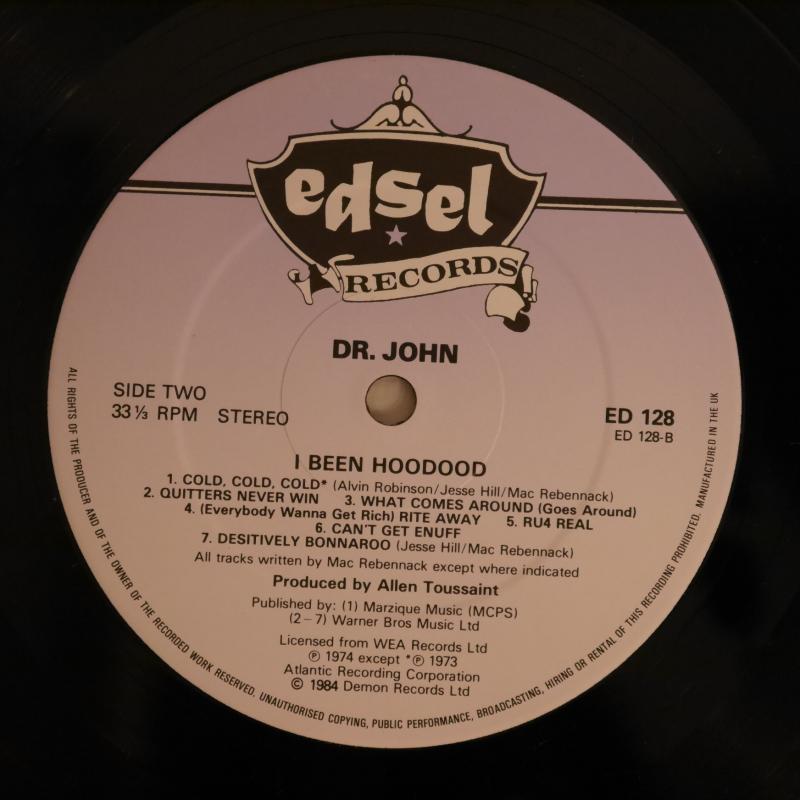 edsel
RECORDS
DR. JOHN
SIDE TWO
33⅓ RPM STEREO
ED 128
ED 128-B
I BEEN HOODOOD
1. COLD, COLD, COLD* (Alvin Robinson/Jesse Hill/Mac Rebennack)
2. QUITTERS NEVER WIN 3. WHAT COMES AROUND (Goes Around)
4. (Everybody Wanna Get Rich) RITE AWAY 5. RU4 REAL
6. CAN'T GET ENUFF
7. DESITIVELY BONNAROO (Jesse Hill/Mac Rebennack)
All tracks written by Mac Rebennack except where indicated
Produced by Allen Toussaint
Published by: (1) Marzique Music (MCPS)
(2–7) Warner Bros Music Ltd
Licensed from WEA Records Ltd
℗ 1974 except *℗ 1973
Atlantic Recording Corporation
© 1984 Demon Records Ltd
ALL RIGHTS OF THE PRODUCER AND OF THE OWNER OF THE RECORDED WORK RESERVED. UNAUTHORISED COPYING, PUBLIC PERFORMANCE, BROADCASTING, HIRING OR RENTAL OF THIS RECORDING PROHIBITED. MANUFACTURED IN THE UK